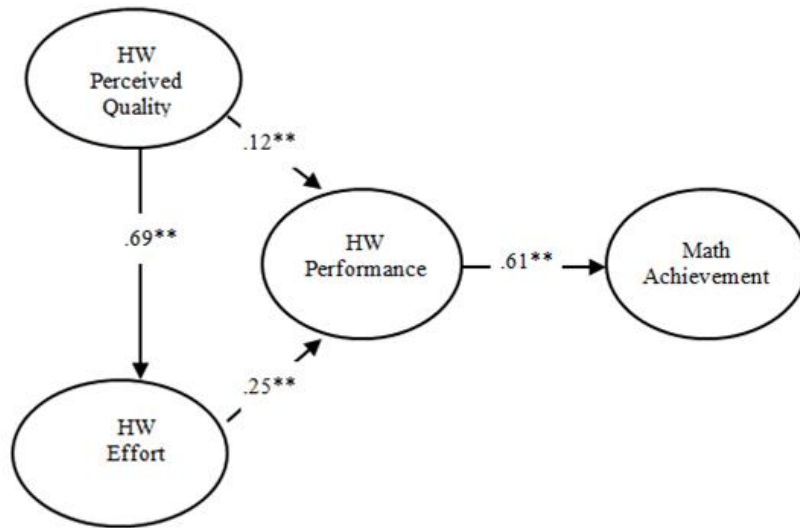 HW
Perceived
Quality
.12**
.69**
HW
Performance
.61**
Math
Achievement
.25**
HW
Effort